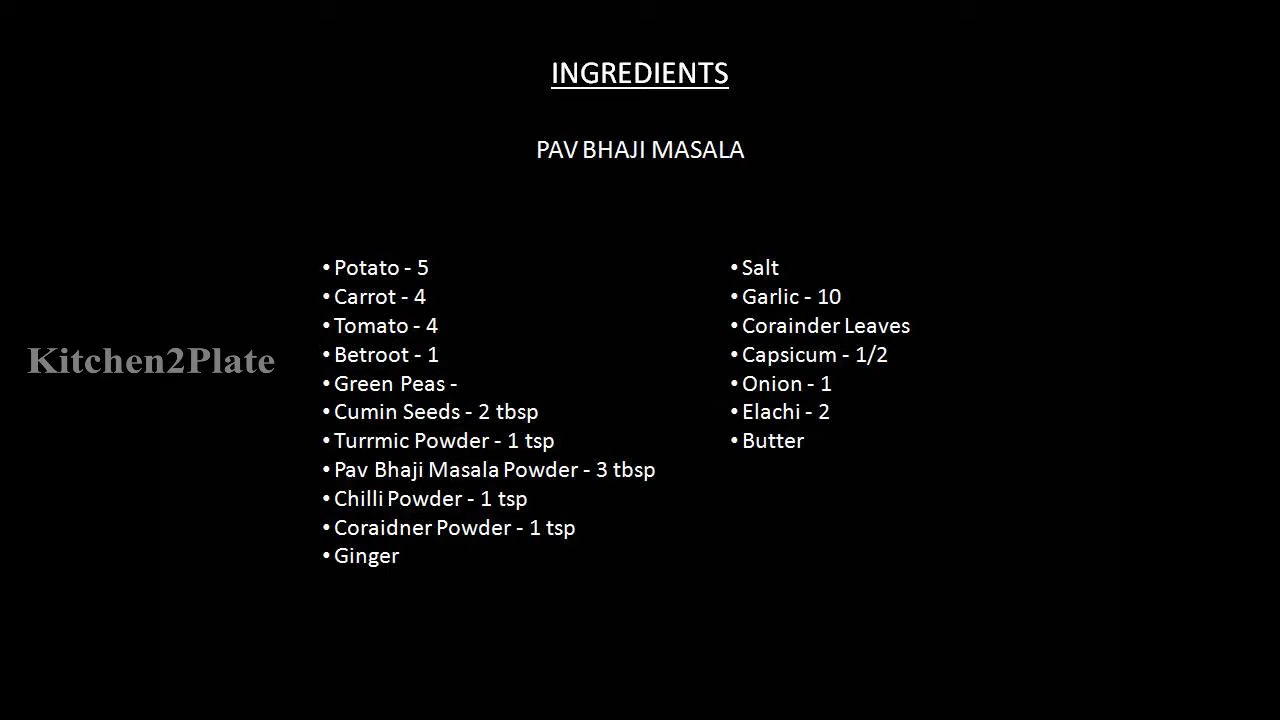 INGREDIENTS
PAV BHAJI MASALA
• Potato - 5
• Carrot - 4
• Tomato - 4
• Betroot - 1
• Green Peas -
• Cumin Seeds - 2 tbsp
• Turrmic Powder - 1 tsp
• Pav Bhaji Masala Powder - 3 tbsp
• Chilli Powder - 1 tsp
• Coraidner Powder - 1 tsp
• Ginger
• Salt
• Garlic - 10
• Corainder Leaves
• Capsicum - 1/2
• Onion - 1
• Elachi - 2
• Butter
Kitchen2Plate